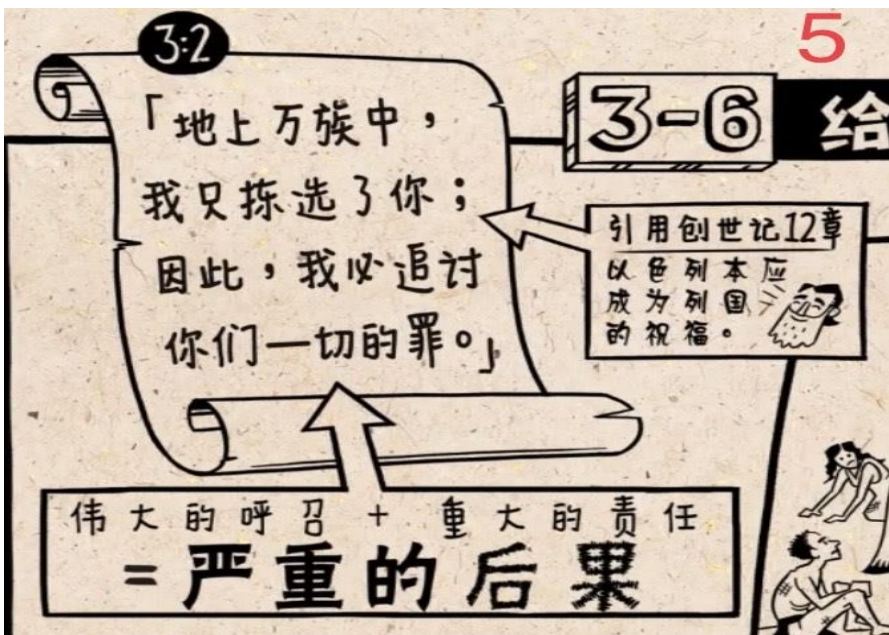 5
3:2
「地上万族中，
我只拣选了你；
因此，我必追讨
你们一切的罪。」
3-6 给
引用创世记12章
以色列本应
成为列国
的祝福。
伟大的呼召 + 重大的责任
= 严重的后果